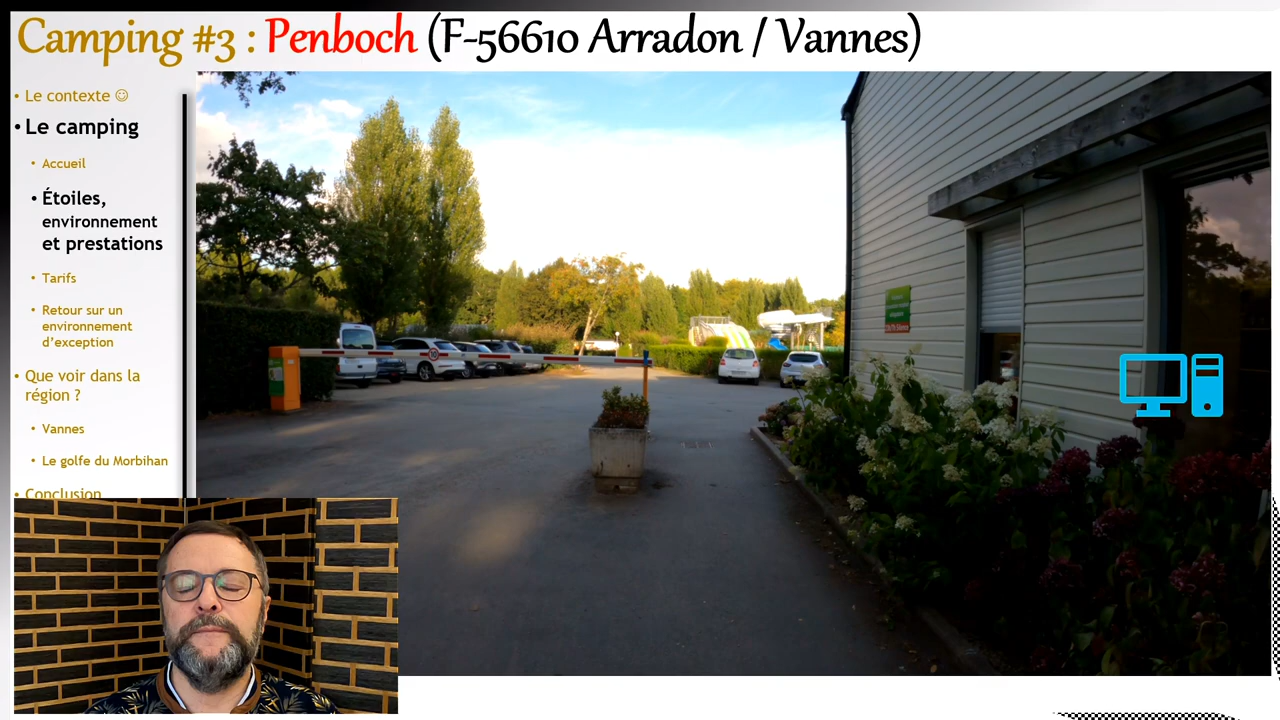 Camping #3 : Penboch (F-56610 Arradon / Vannes)
• Le contexte ☺
• Le camping
• Accueil
• Étoiles,
environnement
et prestations
• Tarifs
• Retour sur un
environnement
d’exception
• Que voir dans la
région ?
• Vannes
• Le golfe du Morbihan
• Conclusion
10